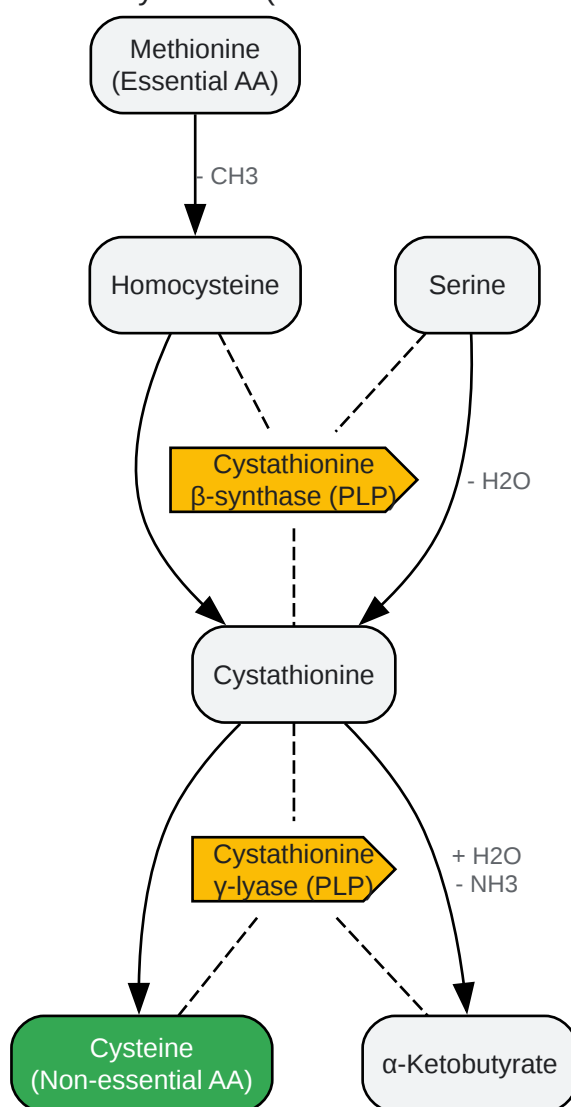 Methionine
(Essential AA)
- CH3
Homocysteine
Serine
Cystathionine
β-synthase (PLP)
- H2O
Cystathionine
Cystathionine
γ-lyase (PLP)
+ H2O
- NH3
Cysteine
(Non-essential AA)
α-Ketobutyrate